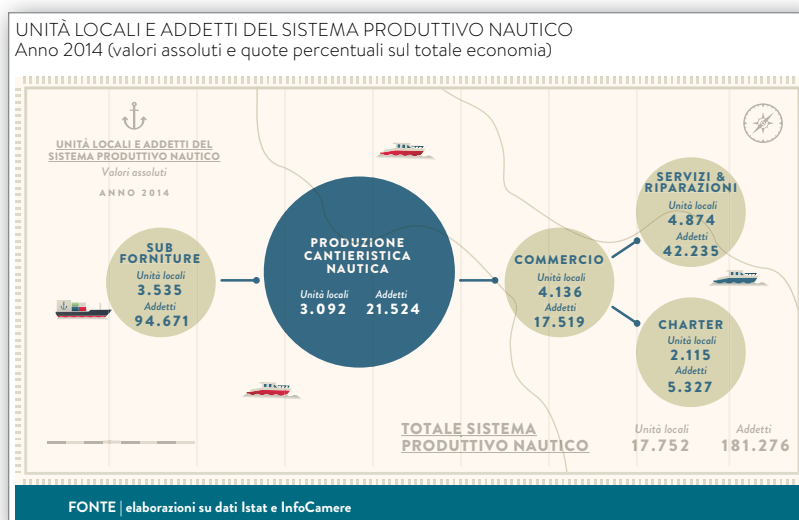 UNITÀ LOCALI E ADDETTI DEL SISTEMA PRODUTTIVO NAUTICO
Anno 2014 (valori assoluti e quote percentuali sul totale economia)
UNITÀ LOCALI E ADDETTI DEL
SISTEMA PRODUTTIVO NAUTICO
Valori assoluti
ANNO 2014
SUB
FORNITURE
Unità locali
3.535
Addetti
94.671
PRODUZIONE
CANTIERISTICA
NAUTICA
Unità locali Addetti
3.092 21.524
COMMERCIO
Unità locali
4.136
Addetti
17.519
SERVIZI &
RIPARAZIONI
Unità locali
4.874
Addetti
42.235
CHARTER
Unità locali
2.115
Addetti
5.327
TOTALE SISTEMA
PRODUTTIVO NAUTICO
Unità locali Addetti
17.752 181.276
FONTE | elaborazioni su dati Istat e InfoCamere